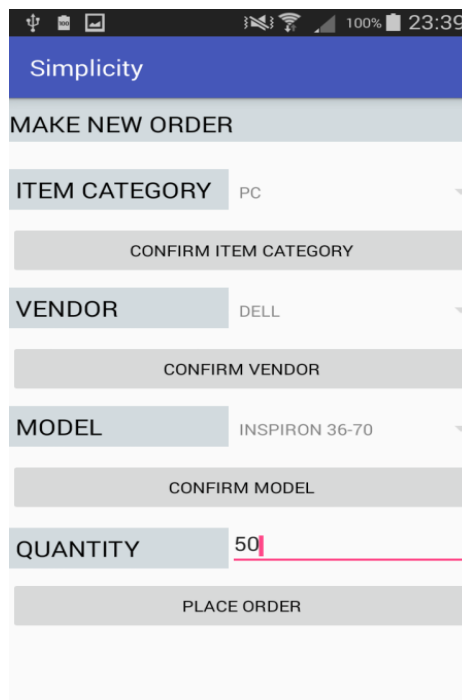 100% 23:39
Simplicity
MAKE NEW ORDER
ITEM CATEGORY PC
CONFIRM ITEM CATEGORY
VENDOR DELL
CONFIRM VENDOR
MODEL INSPIRON 36-70
CONFIRM MODEL
QUANTITY 50
PLACE ORDER